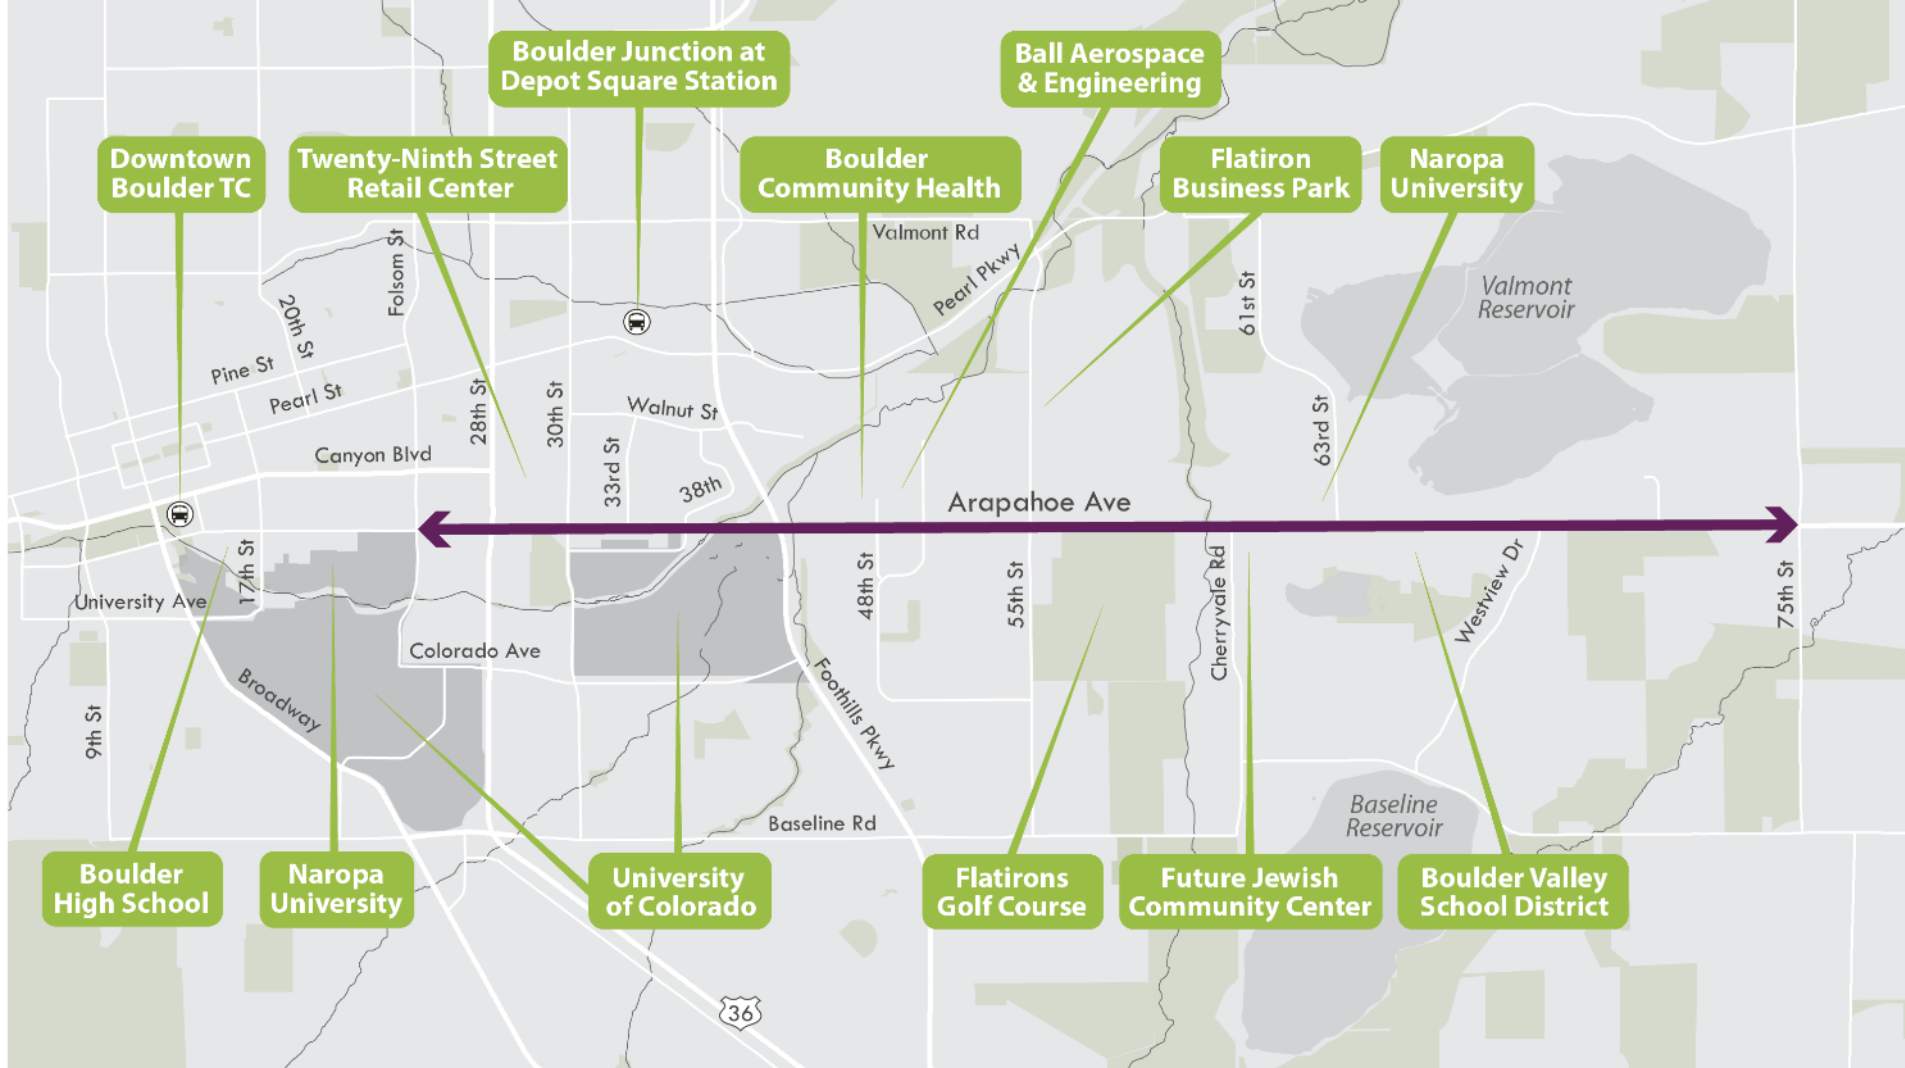 Boulder Junction at
Depot Square Station
Ball Aerospace
& Engineering
Downtown
Boulder TC
Twenty-Ninth Street
Retail Center
Boulder
Community Health
Flatiron
Business Park
Naropa
University
Valmont Rd
Folsom St
Pearl Pkwy
61st St
Valmont
Reservoir
20th St
Pine St
Pearl St
28th St
30th St
Walnut St
63rd St
Canyon Blvd
33rd St
38th
Arapahoe Ave
17th St
University Ave
48th St
55th St
Cherryvale Rd
Westview Dr
75th St
Colorado Ave
Broadway
Foothills Pkwy
9th St
Baseline Rd
Baseline
Reservoir
Boulder
High School
Naropa
University
University
of Colorado
Flatirons
Golf Course
Future Jewish
Community Center
Boulder Valley
School District
36